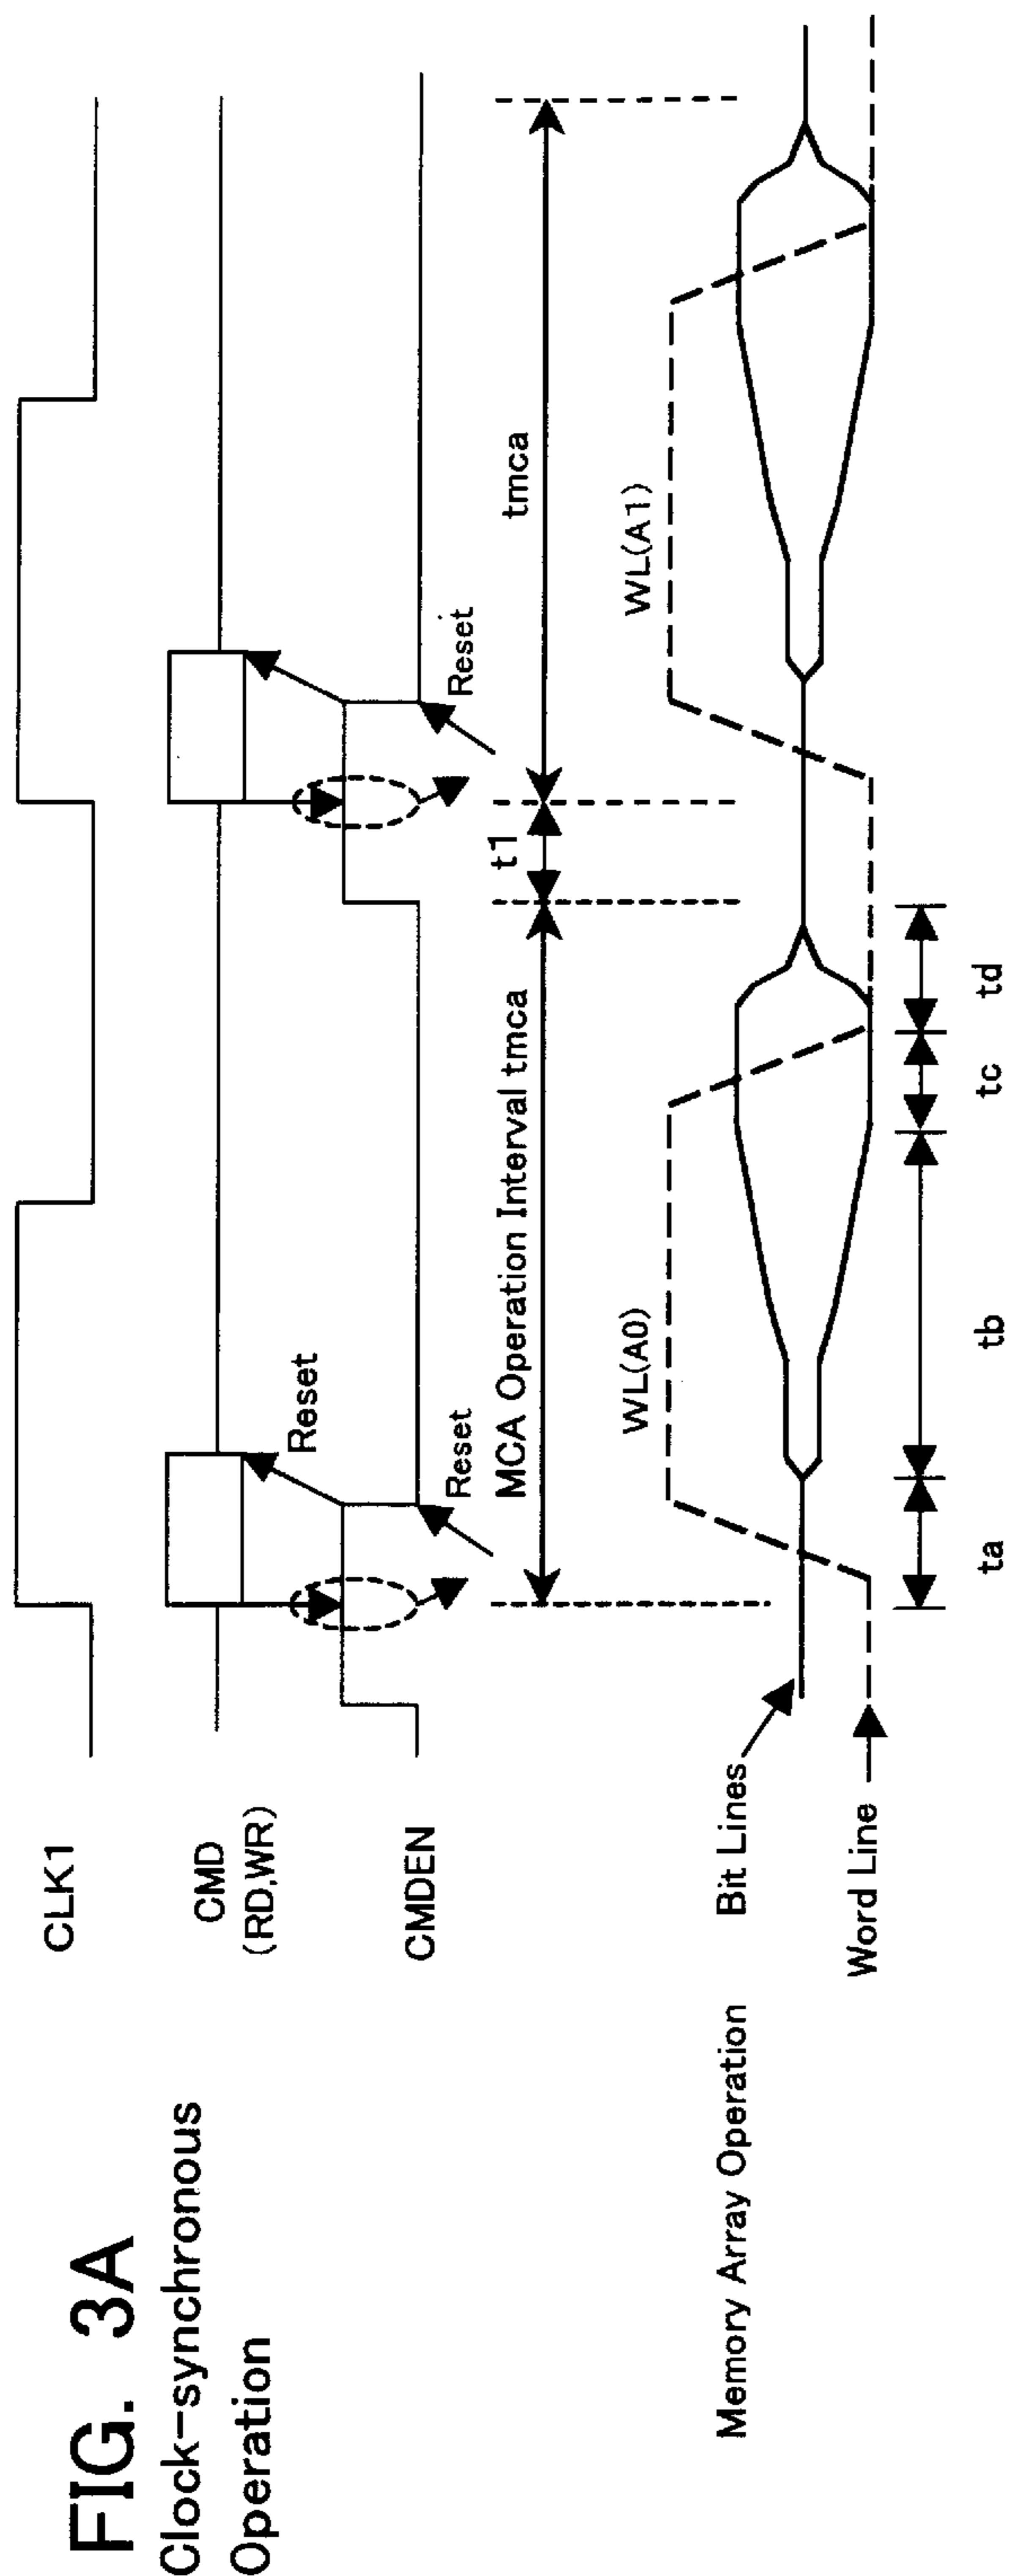 FIG. 3A
Clock-synchronous
Operation
CLK1
CMD
(RD,WR)
Reset
CMDEN
Reset
Reset
MCA Operation Interval tmca
t1
tmca
WL(A0)
WL(A1)
Memory Array Operation
Bit Lines
Word Line
ta
tb
tc
td